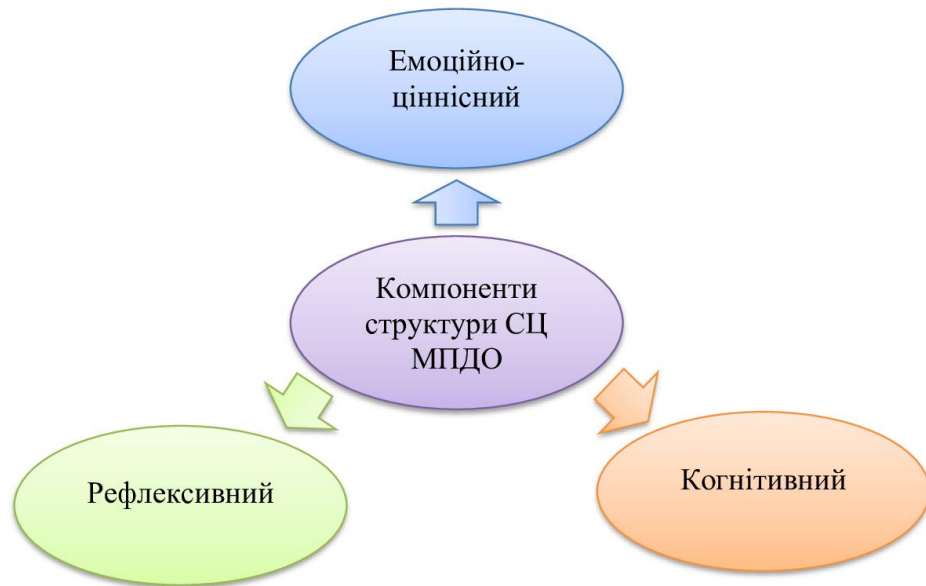 Емоційно-
ціннісний
Компоненти
структури СЦ
МПДО
Рефлексивний
Когнітивний